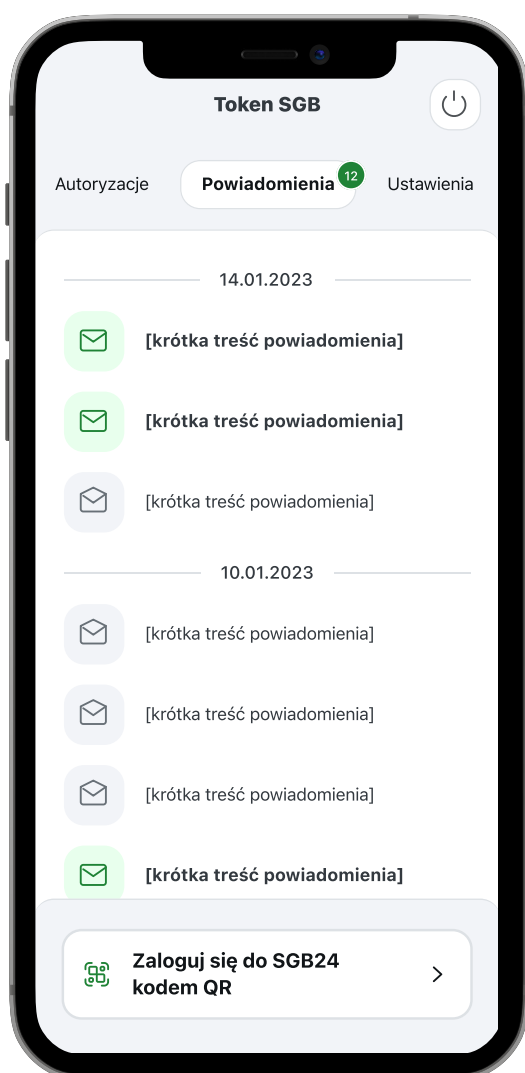 Token SGB
Autoryzacje
Powiadomienia
12
Ustawienia
14.01.2023
[krótka treść powiadomienia]
[krótka treść powiadomienia]
[krótka treść powiadomienia]
10.01.2023
[krótka treść powiadomienia]
[krótka treść powiadomienia]
[krótka treść powiadomienia]
[krótka treść powiadomienia]
Zaloguj się do SGB24
kodem QR